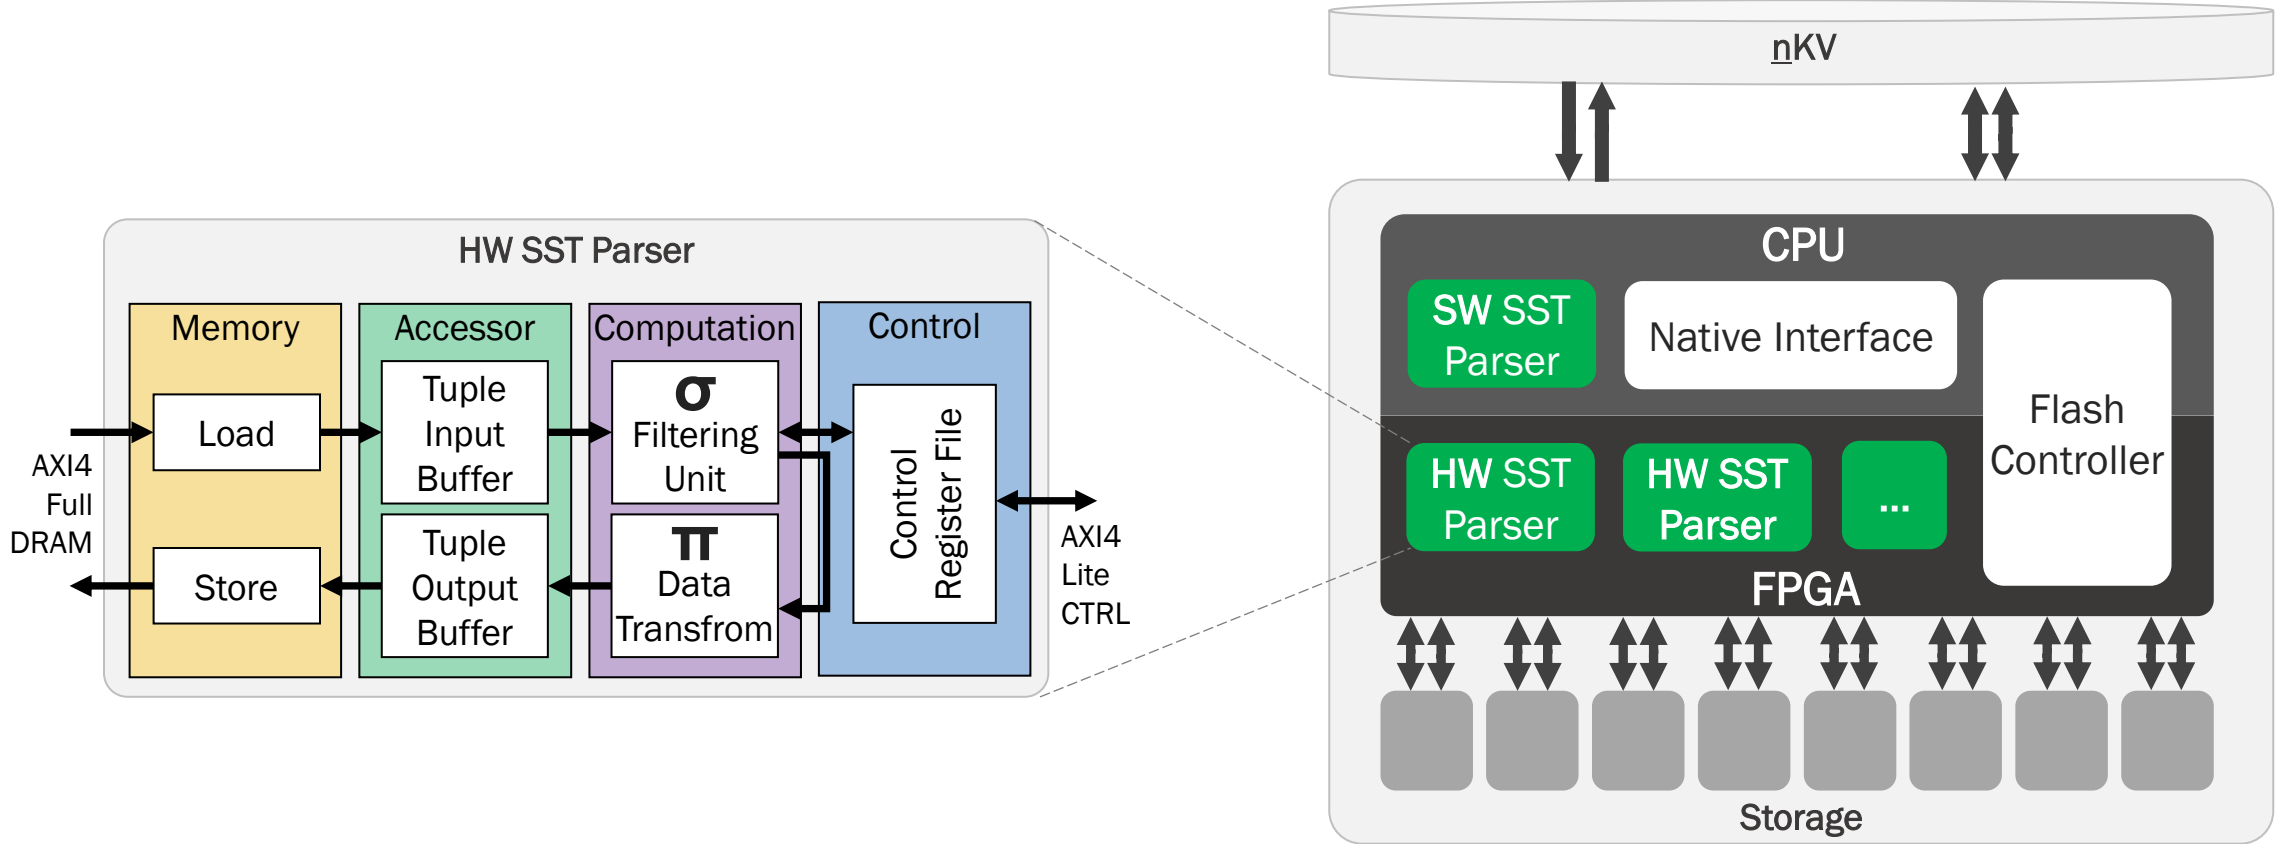 HW SST Parser
Memory
Load
Store
Accessor
Tuple
Input
Buffer
Tuple
Output
Buffer
Computation
σ
Filtering
Unit
π
Data
Transfrom
Control
Control
Register File
AXI4
Full
DRAM
AXI4
Lite
CTRL
nKV
CPU
SW SST
Parser
Native Interface
Flash
Controller
HW SST
Parser
HW SST
Parser
...
FPGA
Storage